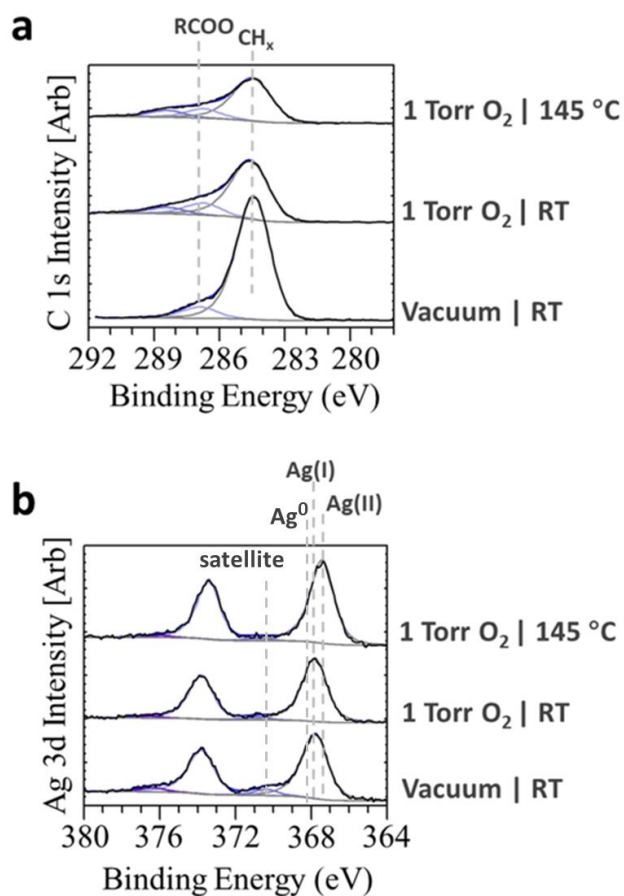 a
RCOO
CHₓ
C 1s Intensity [Arb]
1 Torr O₂ | 145 °C
1 Torr O₂ | RT
Vacuum | RT
292 289 286 283 280
Binding Energy (eV)
b
Ag(I)
Ag⁰
Ag(II)
satellite
Ag 3d Intensity [Arb]
1 Torr O₂ | 145 °C
1 Torr O₂ | RT
Vacuum | RT
380 376 372 368 364
Binding Energy (eV)